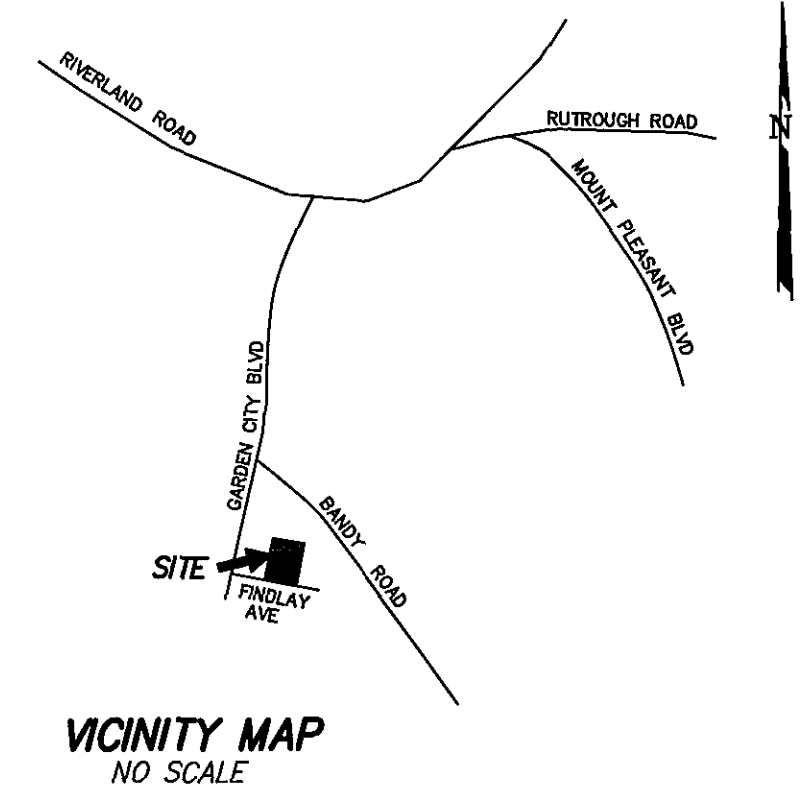 RIVERLAND ROAD
RUTROUGH ROAD
N
MOUNT PLEASANT BLVD
GARDEN CITY BLVD
BANDY ROAD
SITE
FINDLAY
AVE
VICINITY MAP
NO SCALE